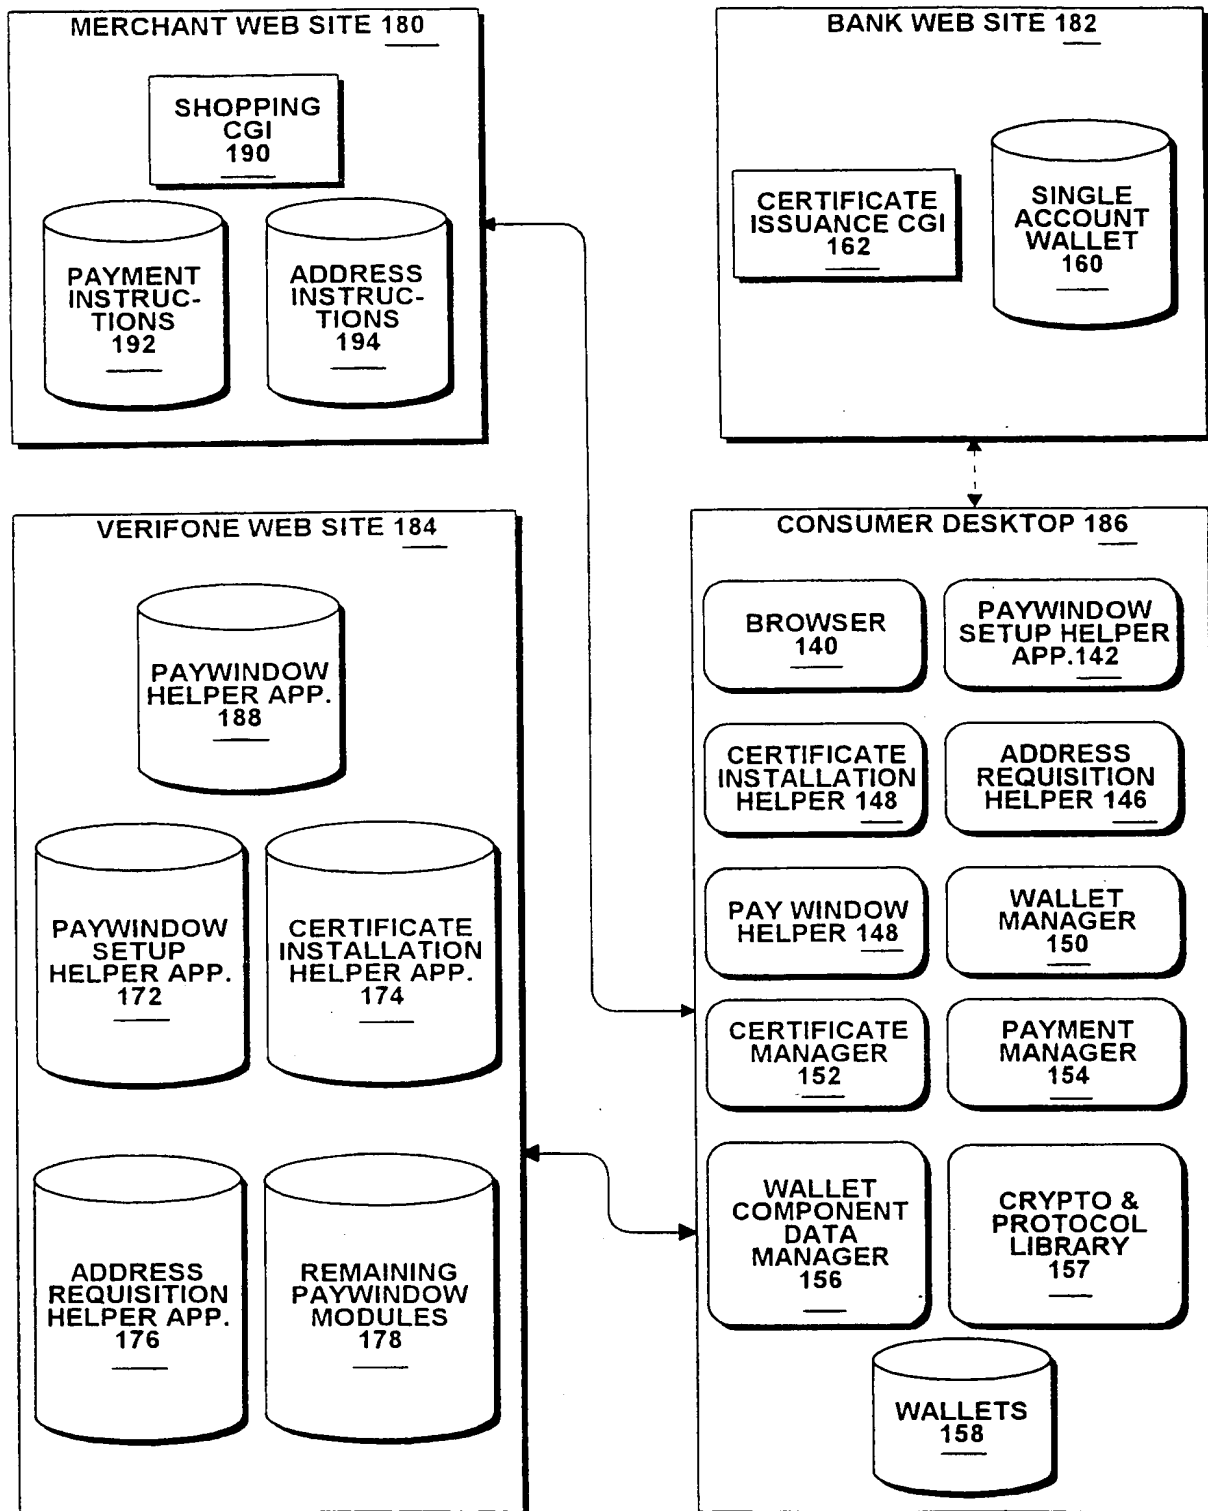 MERCHANT WEB SITE 180
SHOPPING
CGI
190
PAYMENT
INSTRUC-
TIONS
192
ADDRESS
INSTRUC-
TIONS
194
BANK WEB SITE 182
CERTIFICATE
ISSUANCE CGI
162
SINGLE
ACCOUNT
WALLET
160
VERIFONE WEB SITE 184
PAYWINDOW
HELPER APP.
188
PAYWINDOW
SETUP
HELPER APP.
172
CERTIFICATE
INSTALLATION
HELPER APP.
174
ADDRESS
REQUISITION
HELPER APP.
176
REMAINING
PAYWINDOW
MODULES
178
CONSUMER DESKTOP 186
BROWSER
140
PAYWINDOW
SETUP HELPER
APP.142
CERTIFICATE
INSTALLATION
HELPER 148
ADDRESS
REQUISITION
HELPER 146
PAY WINDOW
HELPER 148
WALLET
MANAGER
150
CERTIFICATE
MANAGER
152
PAYMENT
MANAGER
154
WALLET
COMPONENT
DATA
MANAGER
156
CRYPTO &
PROTOCOL
LIBRARY
157
WALLETS
158